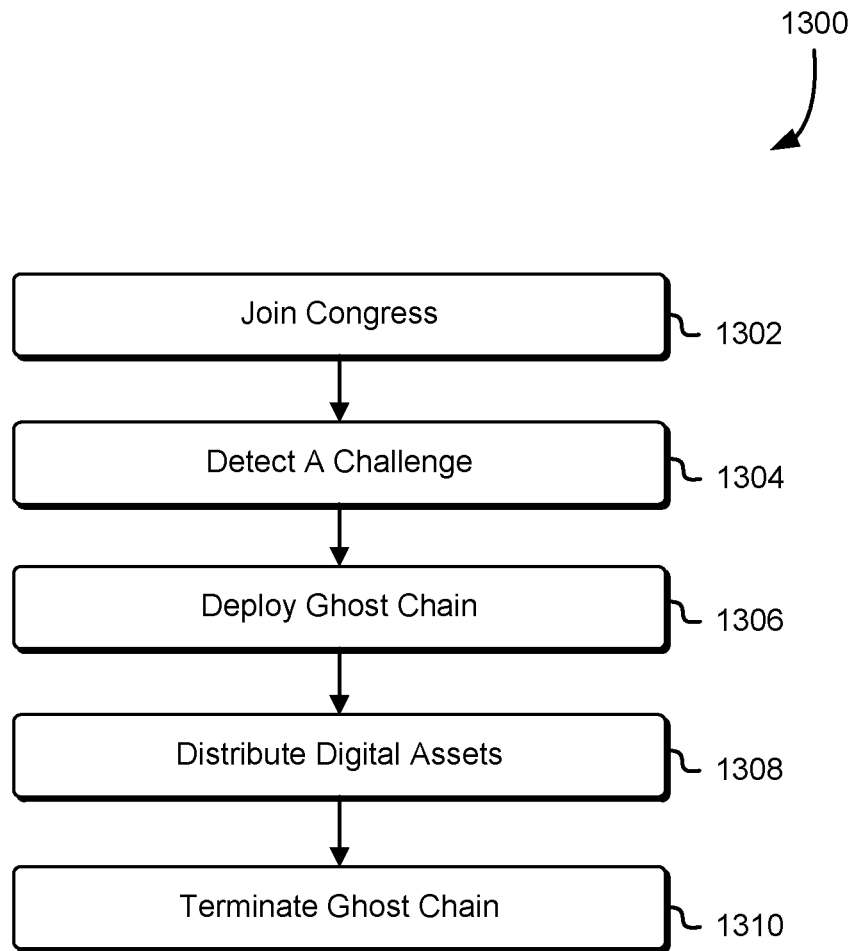 1300
Join Congress
1302
Detect A Challenge
1304
Deploy Ghost Chain
1306
Distribute Digital Assets
1308
Terminate Ghost Chain
1310